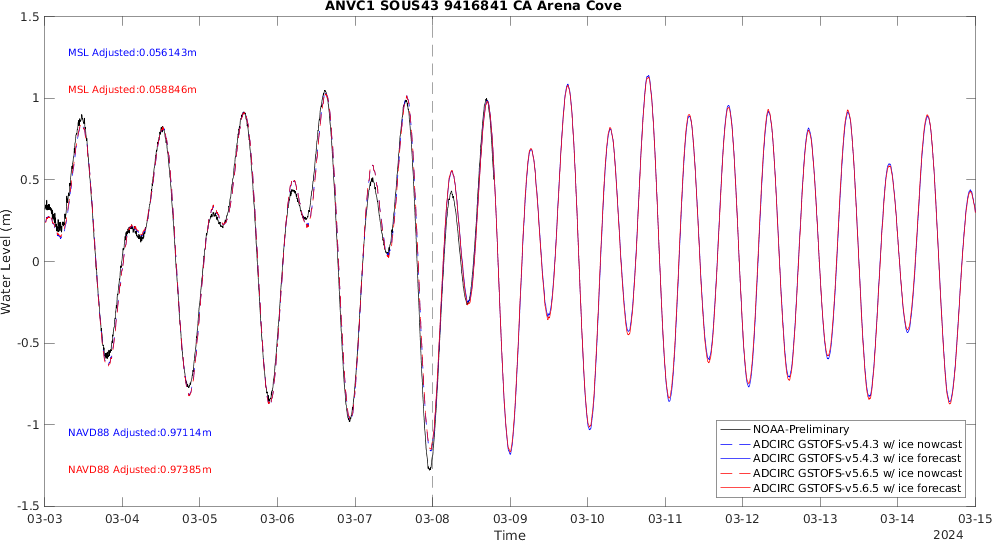 ANVC1 SOUS43 9416841 CA Arena Cove
1.5
1
0.5
0
-0.5
-1
-1.5
Water Level (m)
MSL Adjusted:0.056143m
MSL Adjusted:0.058846m
NAVD88 Adjusted:0.97114m
NAVD88 Adjusted:0.97385m
NOAA-Preliminary
ADCIRC GSTOFS-v5.4.3 w/ ice nowcast
ADCIRC GSTOFS-v5.4.3 w/ ice forecast
ADCIRC GSTOFS-v5.6.5 w/ ice nowcast
ADCIRC GSTOFS-v5.6.5 w/ ice forecast
03-03 03-04 03-05 03-06 03-07 03-08 03-09 03-10 03-11 03-12 03-13 03-14 03-15
Time
2024